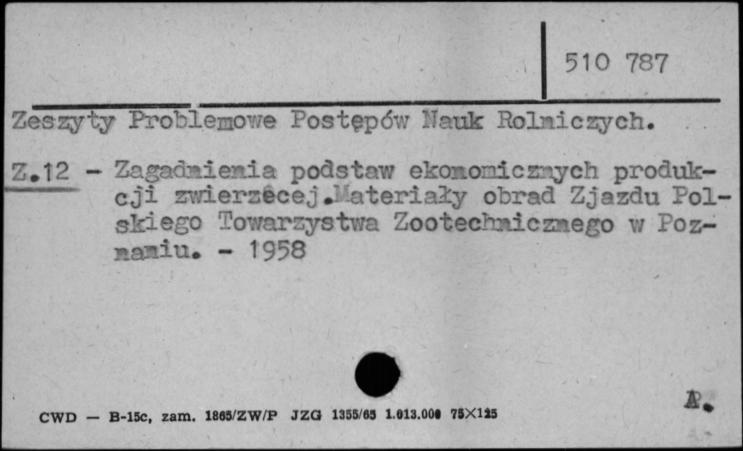 510 787
Zeszyty Problemowe Postępów Nauk Rolniczych.
Z.12 - Zagadnienia podstaw ekonomicznych produk-
cji zwierzęcej.Materiały obrad Zjazdu Pol-
skiego Towarzystwa Zootechnicznego w Poz-
naniu. - 1958
CWD — B-15c, zam. 1865/ZW/P JZG 1355/65 1.013.000 75X125